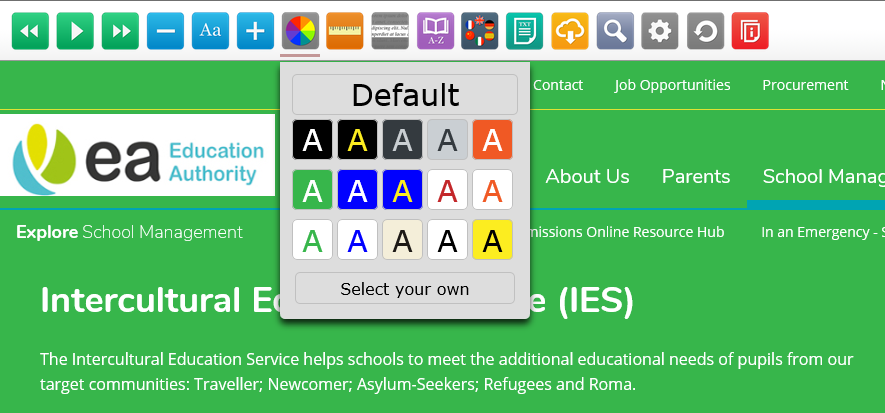 Aa
A-Z
TXT
Default
A A A A A
A A A A A
A A A A A
Select your own
Contact Job Opportunities Procurement
ea Education
Authority
About Us Parents School Manag
Explore School Management
missions Online Resource Hub In an Emergency - S
Intercultural E e (IES)
The Intercultural Education Service helps schools to meet the additional educational needs of pupils from our
target communities: Traveller; Newcomer; Asylum-Seekers; Refugees and Roma.